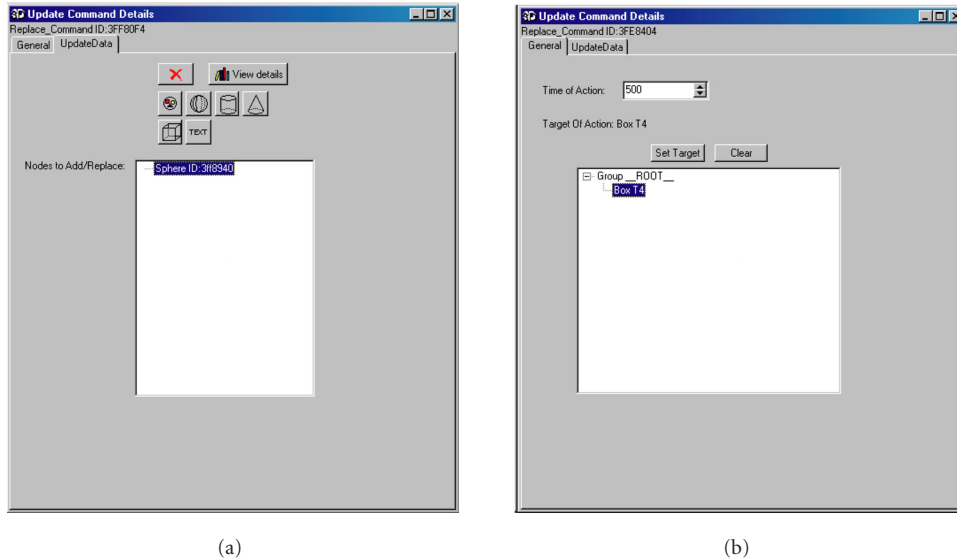 Update Command Details
Replace_Command ID:3FF80F4
General UpdateData
View details
TEXT
Nodes to Add/Replace:
Sphere ID:3ff8940
(a)
Update Command Details
Replace_Command ID:3FE8404
General UpdateData
Time of Action: 500
Target Of Action: Box T4
Set Target Clear
Group __ROOT__
Box T4
(b)